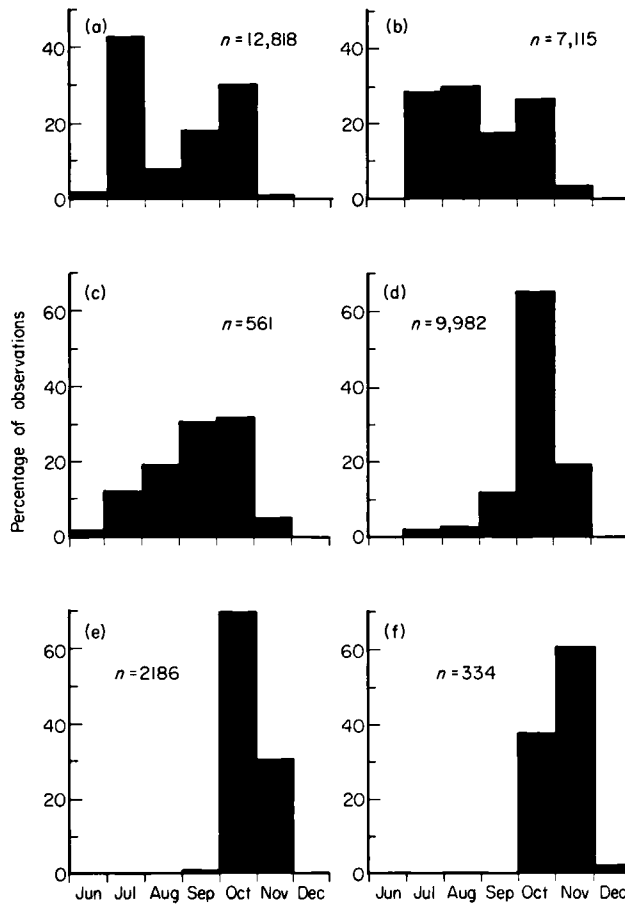 (a) n=12,818
(b) n=7,115
40
20
0
40
20
0
(c) n=561
(d) n=9,982
60
40
20
0
60
40
20
0
Percentage of observations
(e) n=2186
(f) n=334
60
40
20
0
60
40
20
0
Jun Jul Aug Sep Oct Nov Dec
Jun Jul Aug Sep Oct Nov Dec